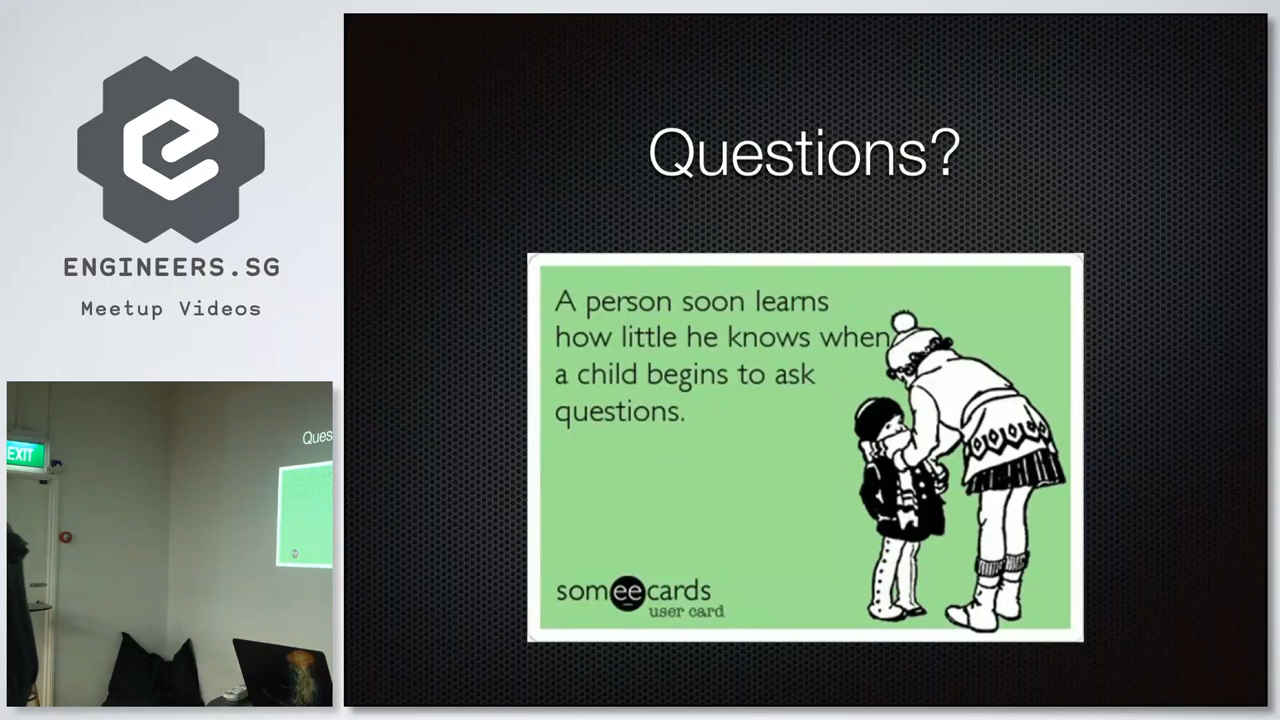 ENGINEERS.SG
Meetup Videos
EXIT
Ques
Questions?
A person soon learns
how little he knows when
a child begins to ask
questions.
someecards
user card